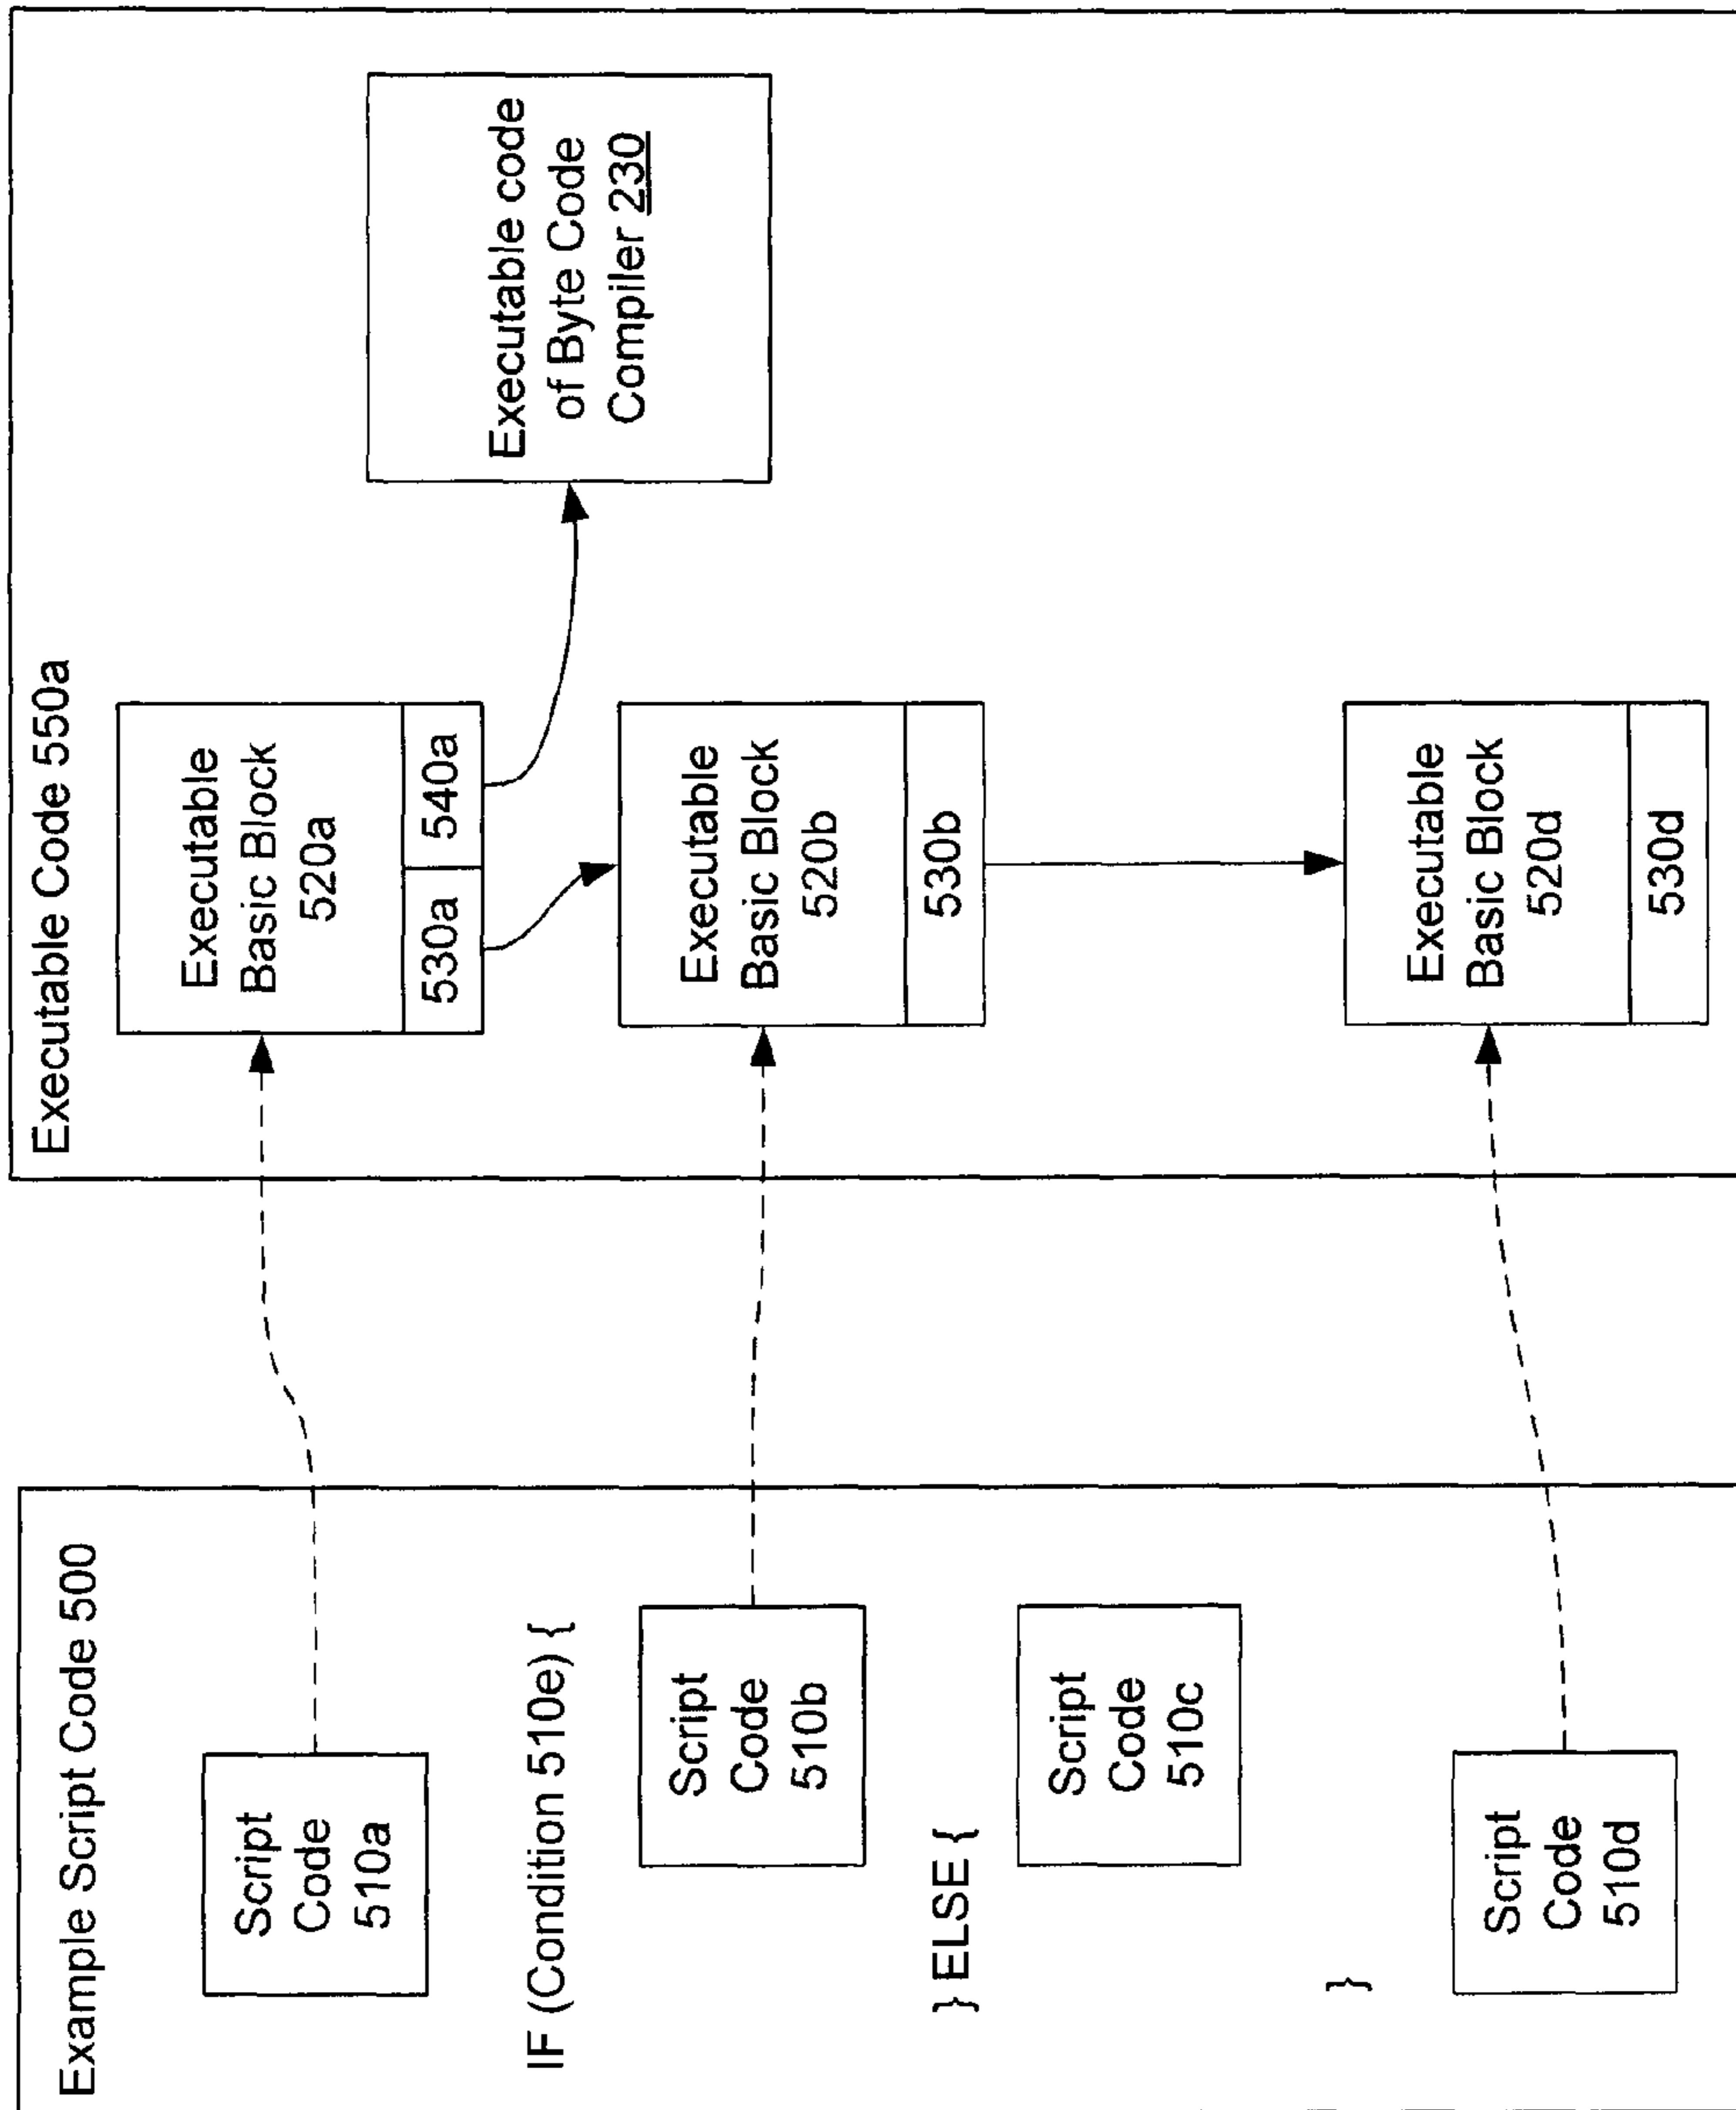 Example Script Code 500
Script
Code
510a
IF (Condition 510e) {
Script
Code
510b
} ELSE {
Script
Code
510c
}
Script
Code
510d
Executable Code 550a
Executable
Basic Block
520a
530a
540a
Executable code
of Byte Code
Compiler 230
Executable
Basic Block
520b
530b
Executable
Basic Block
520d
530d